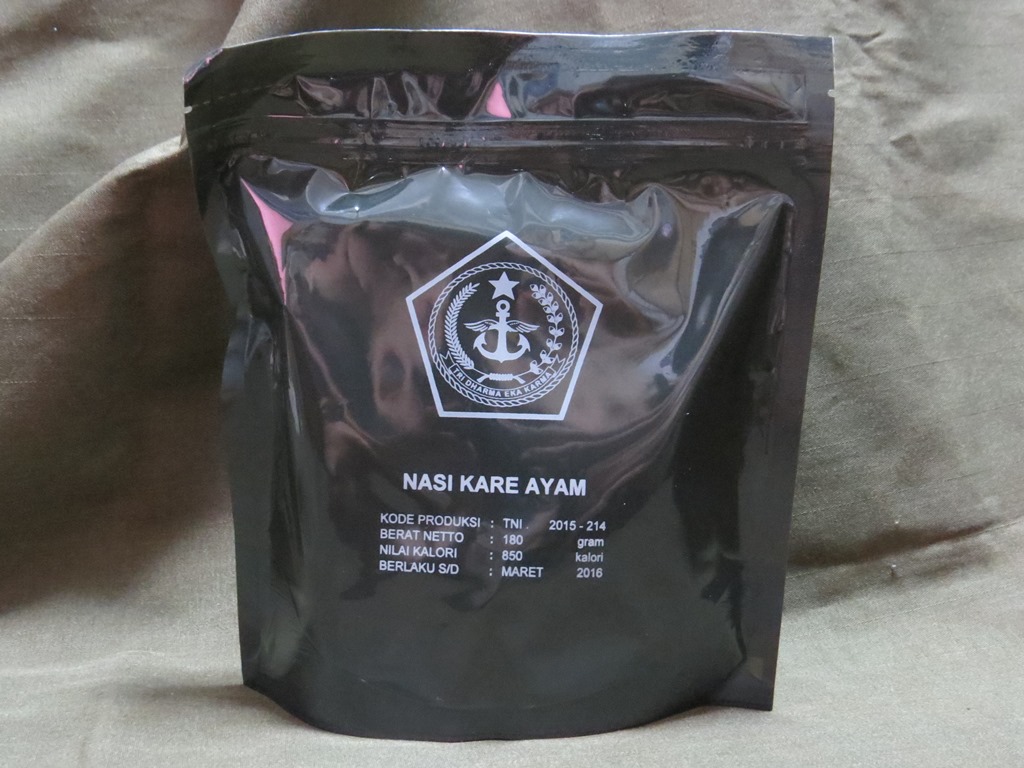 TRI DHARMA EKA KARMA
NASI KARE AYAM
KODE PRODUKSI : TNI . 2015 - 214
BERAT NETTO : 180 gram
NILAI KALORI : 850 kalori
BERLAKU S/D : MARET 2016